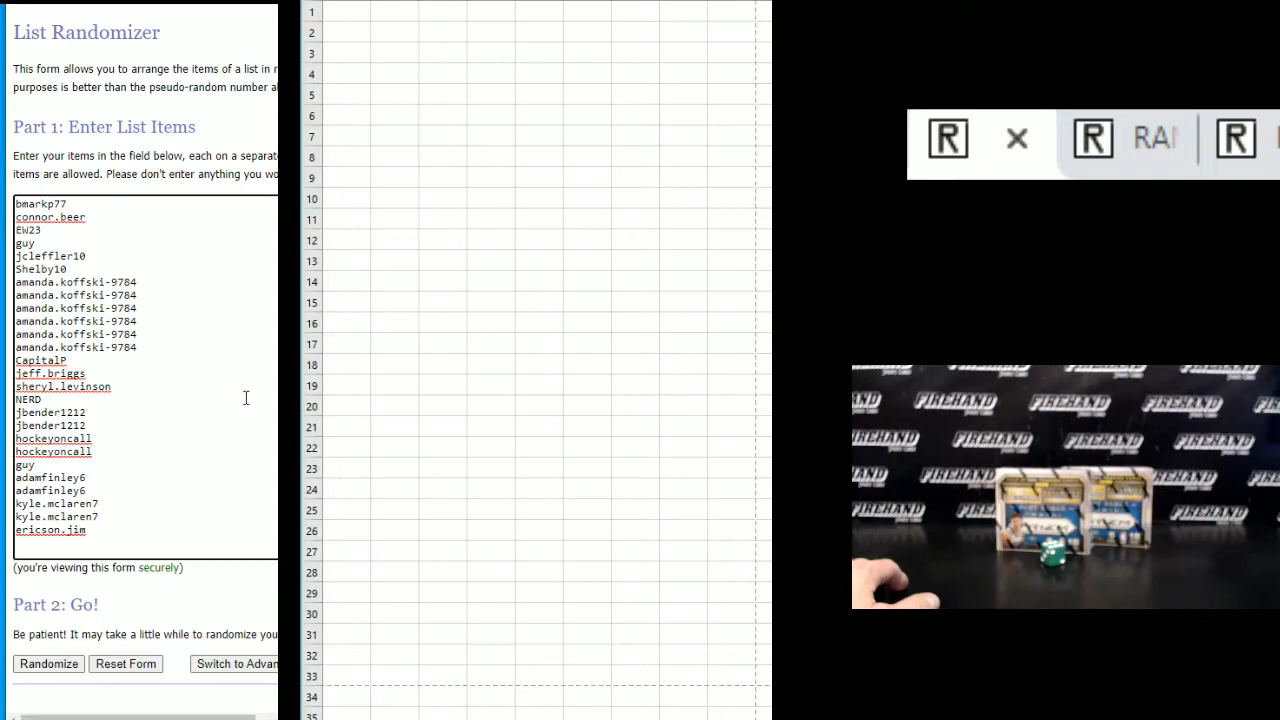 List Randomizer
This form allows you to arrange the items of a list in
purposes is better than the pseudo-random number
Part 1: Enter List Items
Enter your items in the field below, each on a separat
items are allowed. Please don't enter anything you wo
bmarkp77
connor.beer
EW23
guy
jcleffler10
Shelby10
amanda.koffski-9784
amanda.koffski-9784
amanda.koffski-9784
amanda.koffski-9784
amanda.koffski-9784
amanda.koffski-9784
CapitalP
jeff.briggs
sheryl.levinson
NERD
jbender1212
jbender1212
hockeyoncall
hockeyoncall
guy
adamfinley6
adamfinley6
kyle.mclaren7
kyle.mclaren7
ericson.jim
(you're viewing this form securely)
Part 2: Go!
Be patient! It may take a little while to randomize you
Randomize Reset Form Switch to Advan
1
2
3
4
5
6
7
8
9
10
11
12
13
14
15
16
17
18
19
20
21
22
23
24
25
26
27
28
29
30
31
32
33
34
35
R × R RAI R
FIREHAND FIREHAND FIREHAND
FIREHAND FIREHAND
FIREHAND
PRIZM